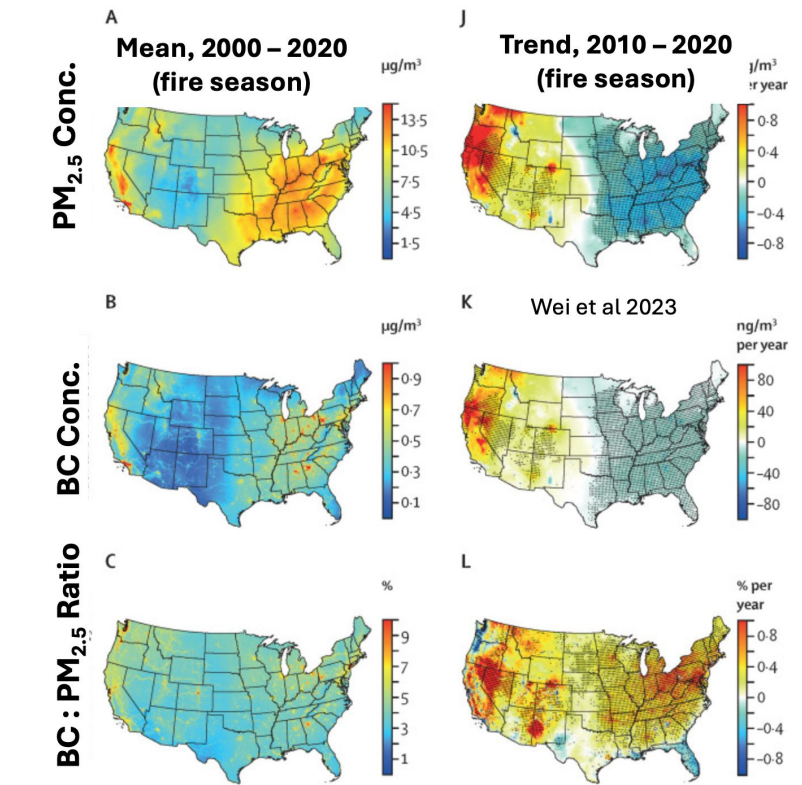 A
Mean, 2000 – 2020
(fire season)
µg/m³
13·5
10·5
7·5
4·5
1·5
PM2.5 Conc.
J
Trend, 2010 – 2020
(fire season)
g/m³
er year
0·8
0·4
0
–0·4
–0·8
B
µg/m³
0·9
0·7
0·5
0·3
0·1
BC Conc.
K
Wei et al 2023
ng/m³
per year
80
40
0
–40
–80
C
%
9
7
5
3
1
BC : PM2.5 Ratio
L
% per
year
0·8
0·4
0
–0·4
–0·8